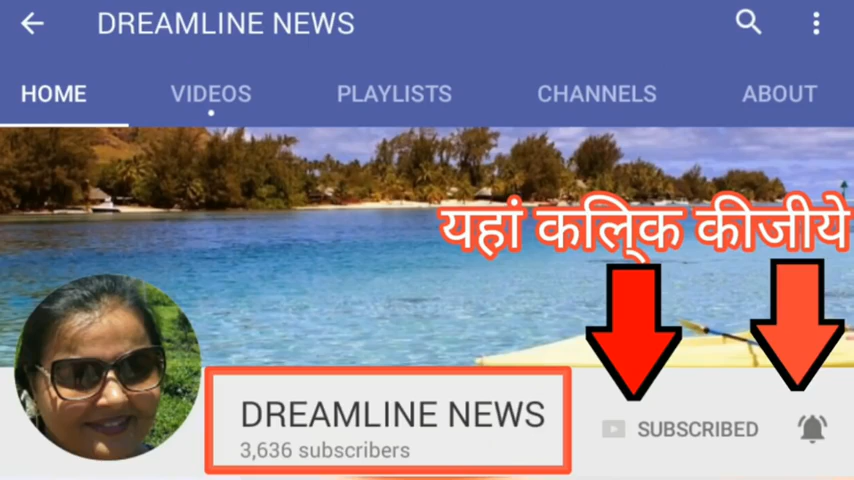 DREAMLINE NEWS
HOME VIDEOS PLAYLISTS CHANNELS ABOUT
यहां कलि्क कीजीये
DREAMLINE NEWS
3,636 subscribers
SUBSCRIBED